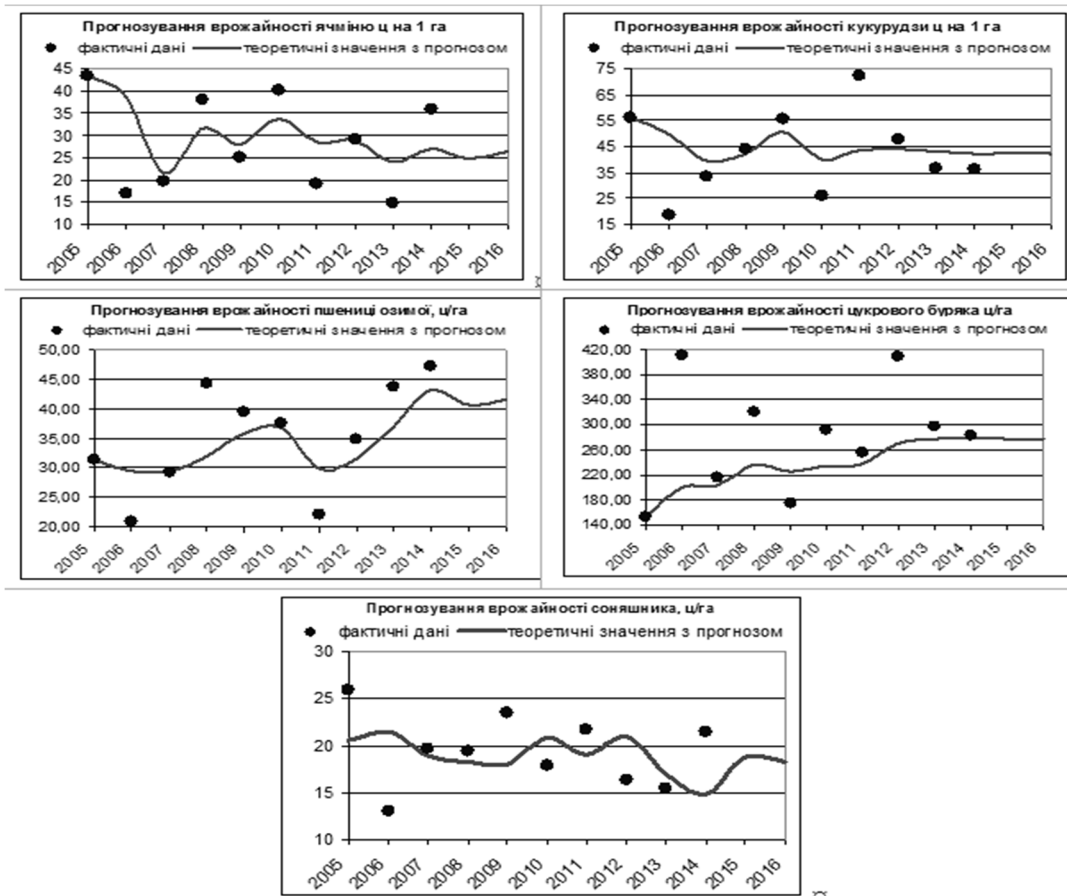 Прогнозування врожайності ячміню ц на 1 га
фактичні дані теоретичні значення з прогнозом
45
40
35
30
25
20
15
10
2005 2006 2007 2008 2009 2010 2011 2012 2013 2014 2015 2016
Прогнозування врожайності кукурудзи ц на 1 га
фактичні дані теоретичні значення з прогнозом
75
65
55
45
35
25
15
2005 2006 2007 2008 2009 2010 2011 2012 2013 2014 2015 2016
Прогнозування врожайності пшениці озимої, ц/га
фактичні дані теоретичні значення з прогнозом
50,00
45,00
40,00
35,00
30,00
25,00
20,00
2005 2006 2007 2008 2009 2010 2011 2012 2013 2014 2015 2016
Прогнозування врожайності цукрового буряка ц/га
фактичні дані теоретичні значення з прогнозом
420,00
380,00
340,00
300,00
260,00
220,00
180,00
140,00
2005 2006 2007 2008 2009 2010 2011 2012 2013 2014 2015 2016
Прогнозування врожайності соняшника, ц/га
фактичні дані теоретичні значення з прогнозом
30
25
20
15
10
2005 2006 2007 2008 2009 2010 2011 2012 2013 2014 2015 2016